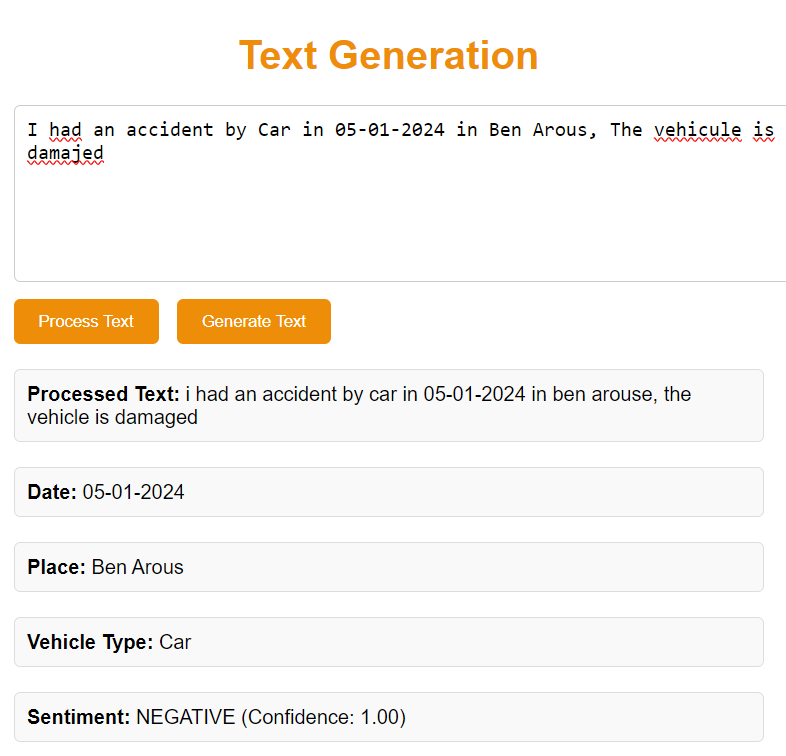 Text Generation
I had an accident by Car in 05-01-2024 in Ben Arous, The vehicule is
damajed
Process Text
Generate Text
Processed Text: i had an accident by car in 05-01-2024 in ben arouse, the
vehicle is damaged
Date: 05-01-2024
Place: Ben Arous
Vehicle Type: Car
Sentiment: NEGATIVE (Confidence: 1.00)